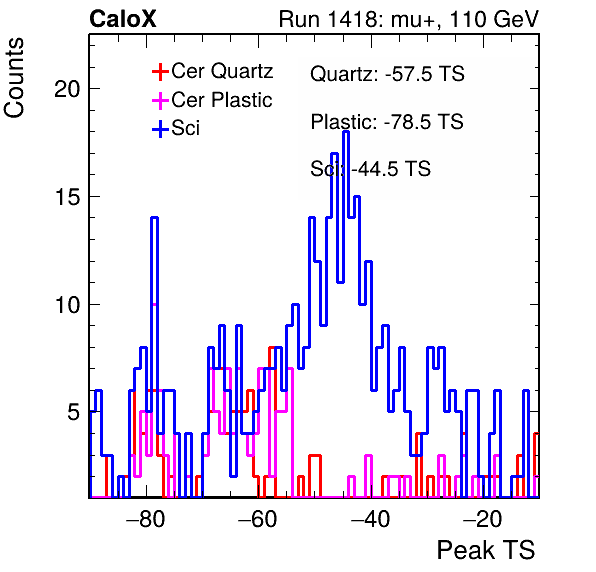 CaloX Run 1418: mu+, 110 GeV
Counts
Cer Quartz
Cer Plastic
Sci
Quartz: -57.5 TS
Plastic: -78.5 TS
Sci: -44.5 TS
20
15
10
5
−80 −60 −40 −20
Peak TS